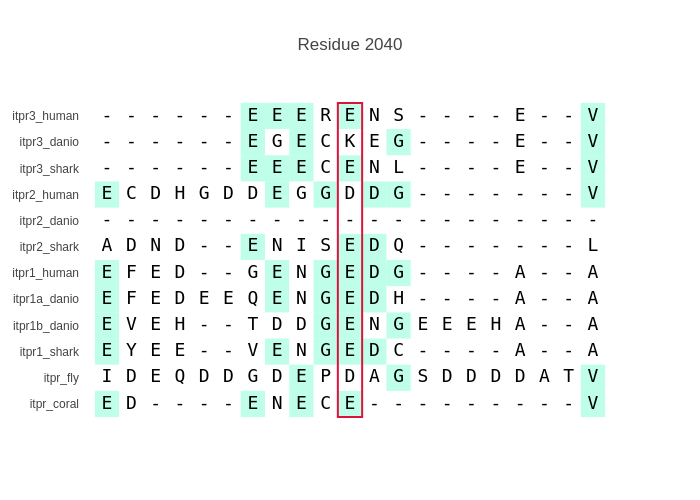 Residue 2040
itpr3_human - - - - - - E E E R E N S - - - - E - - V
itpr3_danio - - - - - - E G E C K E G - - - - E - - V
itpr3_shark - - - - - - E E E C E N L - - - - E - - V
itpr2_human E C D H G D D E G G D D G - - - - - - - V
itpr2_danio - - - - - - - - - - - - - - - - - - - - -
itpr2_shark A D N D - - E N I S E D Q - - - - - - - L
itpr1_human E F E D - - G E N G E D G - - - - A - - A
itpr1a_danio E F E D E E Q E N G E D H - - - - A - - A
itpr1b_danio E V E H - - T D D G E N G E E E H A - - A
itpr1_shark E Y E E - - V E N G E D C - - - - A - - A
itpr_fly I D E Q D D G D E P D A G S D D D D A T V
itpr_coral E D - - - - E N E C E - - - - - - - - - V